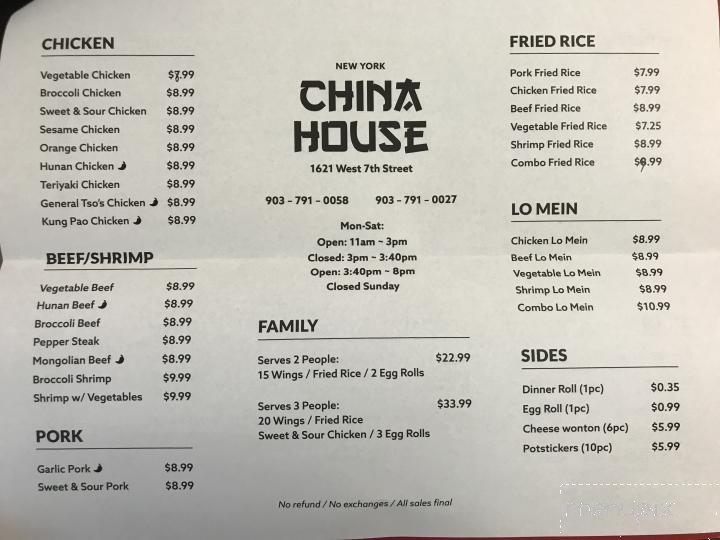 CHICKEN
Vegetable Chicken $7.99
Broccoli Chicken $8.99
Sweet & Sour Chicken $8.99
Sesame Chicken $8.99
Orange Chicken $8.99
Hunan Chicken $8.99
Teriyaki Chicken $8.99
General Tso's Chicken $8.99
Kung Pao Chicken $8.99
BEEF/SHRIMP
Vegetable Beef $8.99
Hunan Beef $8.99
Broccoli Beef $8.99
Pepper Steak $8.99
Mongolian Beef $8.99
Broccoli Shrimp $9.99
Shrimp w/ Vegetables $9.99
PORK
Garlic Pork $8.99
Sweet & Sour Pork $8.99
NEW YORK
CHINA
HOUSE
1621 West 7th Street
903 - 791 - 0058 903 - 791 - 0027
Mon-Sat:
Open: 11am ~ 3pm
Closed: 3pm ~ 3:40pm
Open: 3:40pm ~ 8pm
Closed Sunday
FAMILY
Serves 2 People: $22.99
15 Wings / Fried Rice / 2 Egg Rolls
Serves 3 People: $33.99
20 Wings / Fried Rice
Sweet & Sour Chicken / 3 Egg Rolls
No refund / No exchanges / All sales final
FRIED RICE
Pork Fried Rice $7.99
Chicken Fried Rice $7.99
Beef Fried Rice $8.99
Vegetable Fried Rice $7.25
Shrimp Fried Rice $8.99
Combo Fried Rice
LO MEIN
Chicken Lo Mein $8.99
Beef Lo Mein $8.99
Vegetable Lo Mein $8.99
Shrimp Lo Mein $8.99
Combo Lo Mein $10.99
SIDES
Dinner Roll (1pc) $0.35
Egg Roll (1pc) $0.99
Cheese wonton (6pc) $5.99
Potstickers (10pc) $5.99